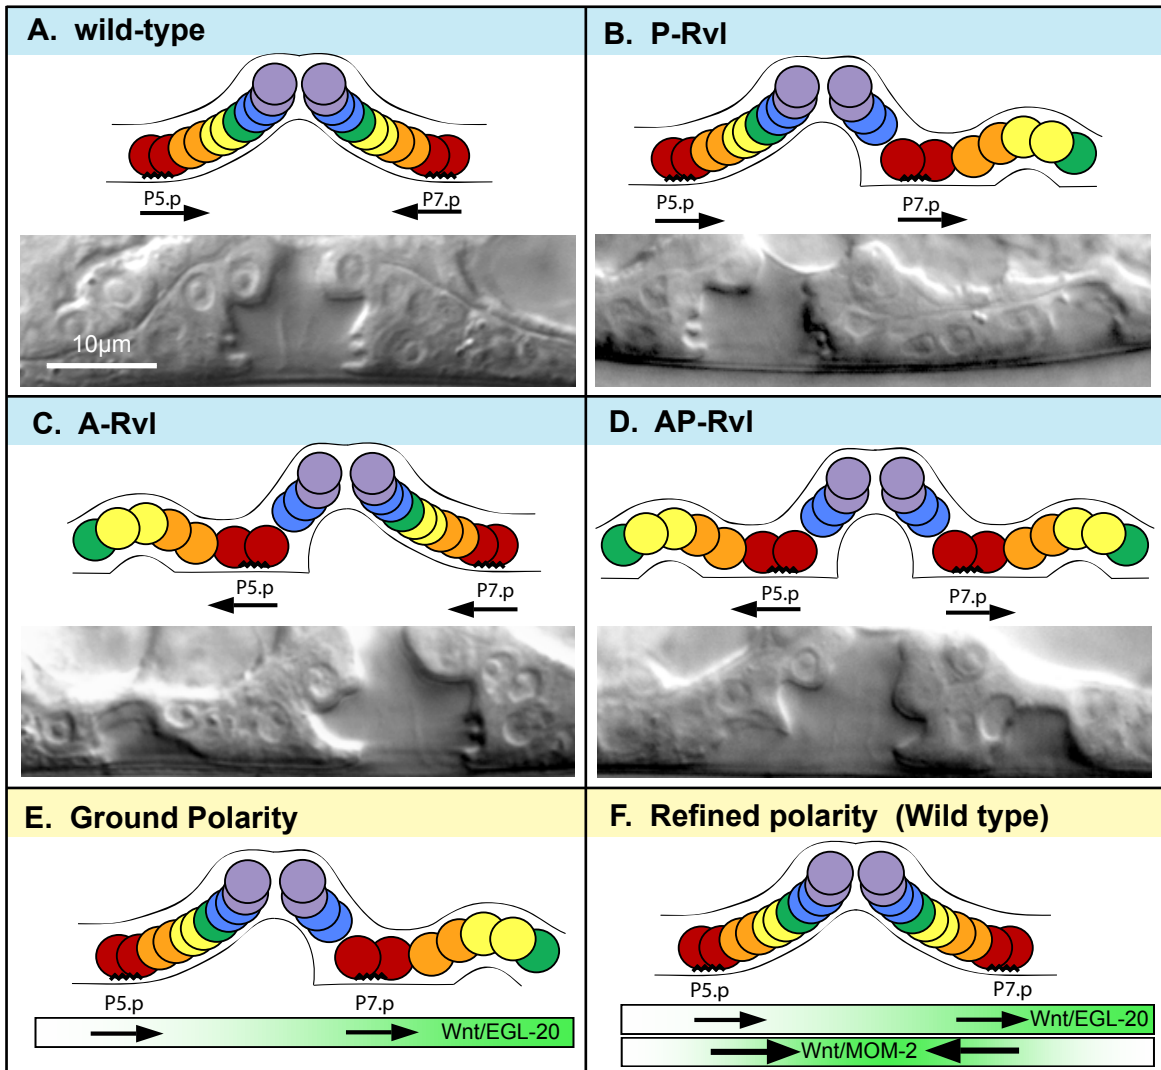 A. wild-type
P5.p
P7.p
10µm
B. P-Rvl
P5.p
P7.p
C. A-Rvl
P5.p
P7.p
D. AP-Rvl
P5.p
P7.p
E. Ground Polarity
P5.p
P7.p
Wnt/EGL-20
F. Refined polarity (Wild type)
P5.p
P7.p
Wnt/EGL-20
Wnt/MOM-2